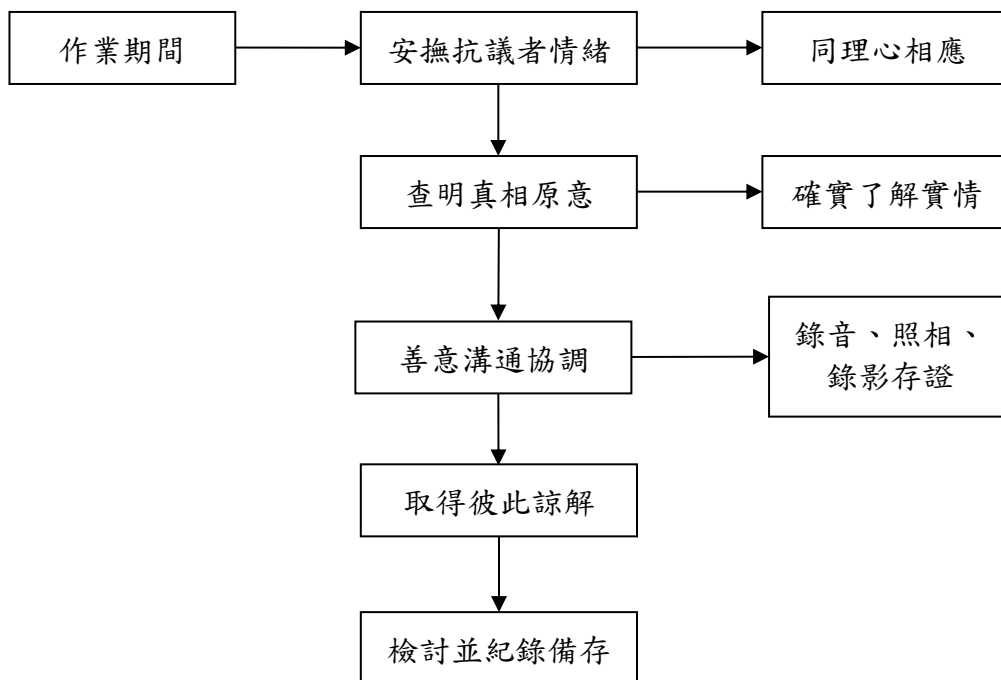 作業期間
安撫抗議者情緒
同理心相應
查明真相原意
確實了解實情
善意溝通協調
錄音、照相、
錄影存證
取得彼此諒解
檢討並紀錄備存